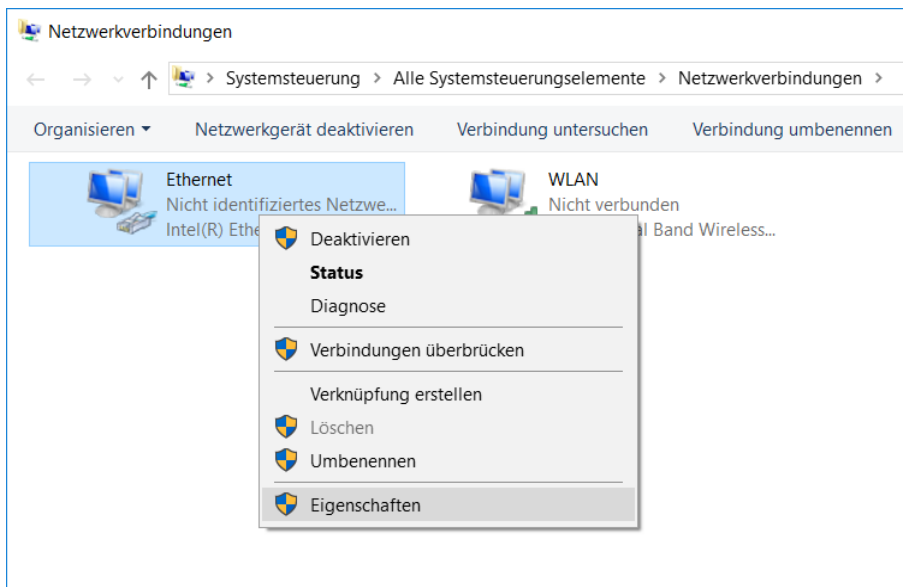 Netzwerkverbindungen
Systemsteuerung > Alle Systemsteuerungselemente > Netzwerkverbindungen >
Organisieren Netzwerkgerät deaktivieren Verbindung untersuchen Verbindung umbenennen
Ethernet
Nicht identifiziertes Netzwe...
Intel(R) Ethe
WLAN
Nicht verbunden
Band Wireless...
Deaktivieren
Status
Diagnose
Verbindungen überbrücken
Verknüpfung erstellen
Löschen
Umbenennen
Eigenschaften